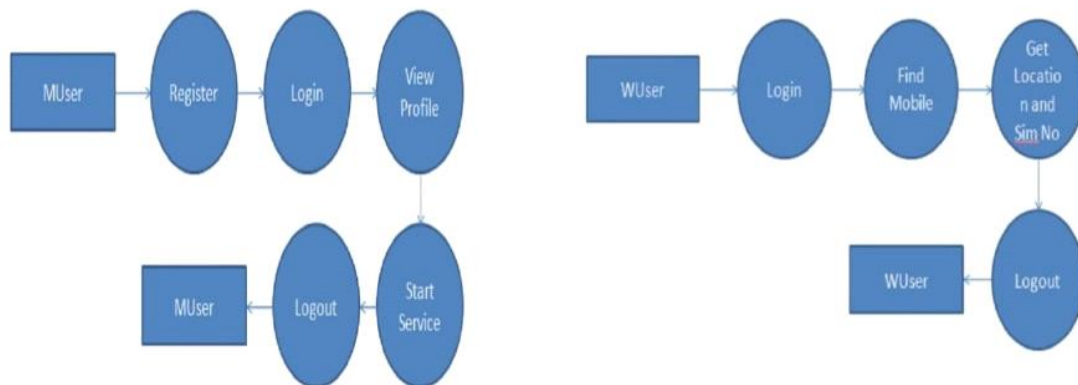 MUser
Register
Login
View
Profile
Start
Service
Logout
MUser
WUser
Login
Find
Mobile
Get
Locatio
n and
Sim No
Logout
WUser